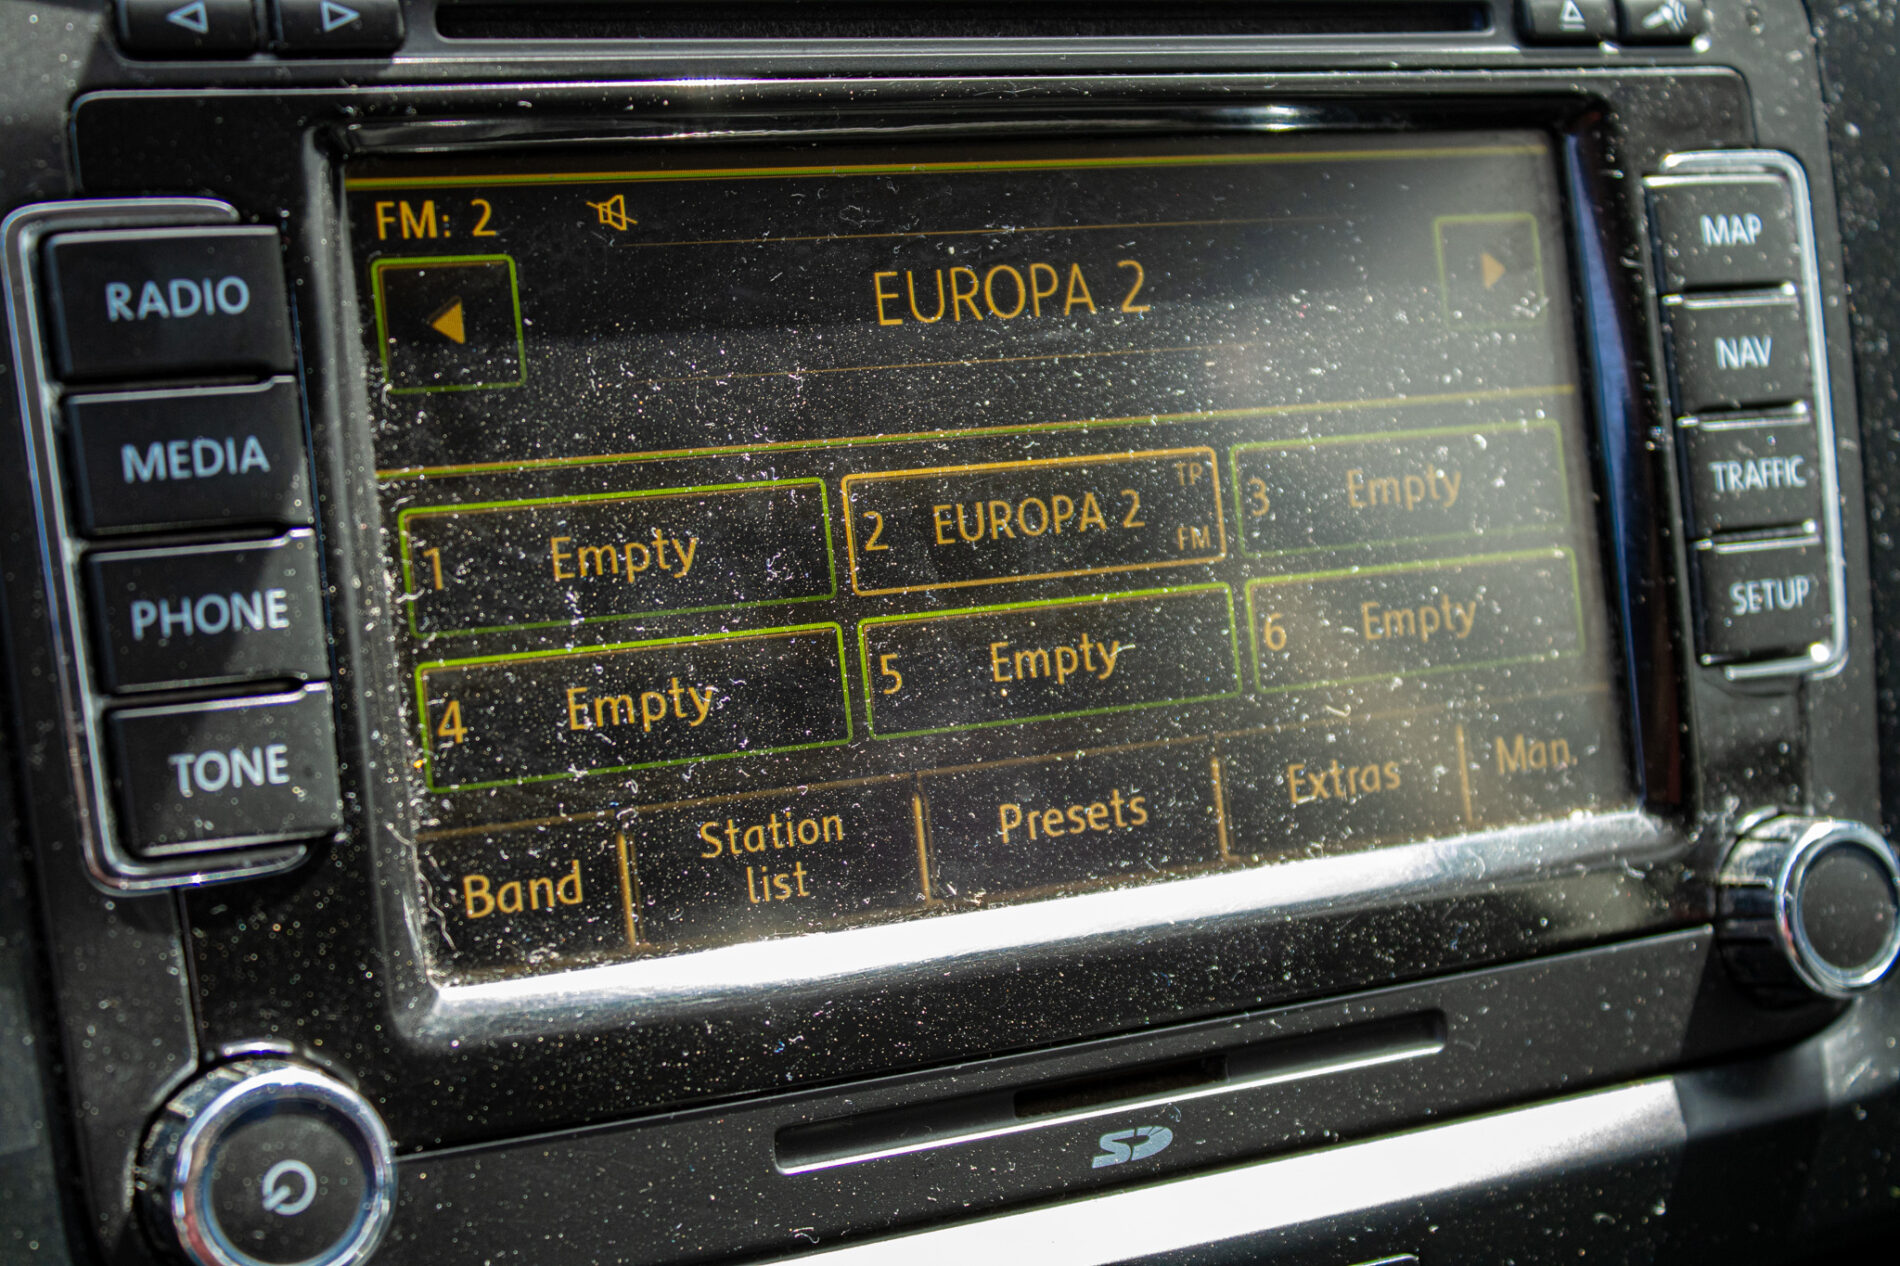 FM: 2
EUROPA 2
RADIO
MEDIA
PHONE
TONE
1 Empty
2 EUROPA 2 TP FM
3 Empty
4 Empty
5 Empty
6 Empty
Band
Station
list
Presets
Extras
Man.
MAP
NAV
TRAFFIC
SETUP
SD